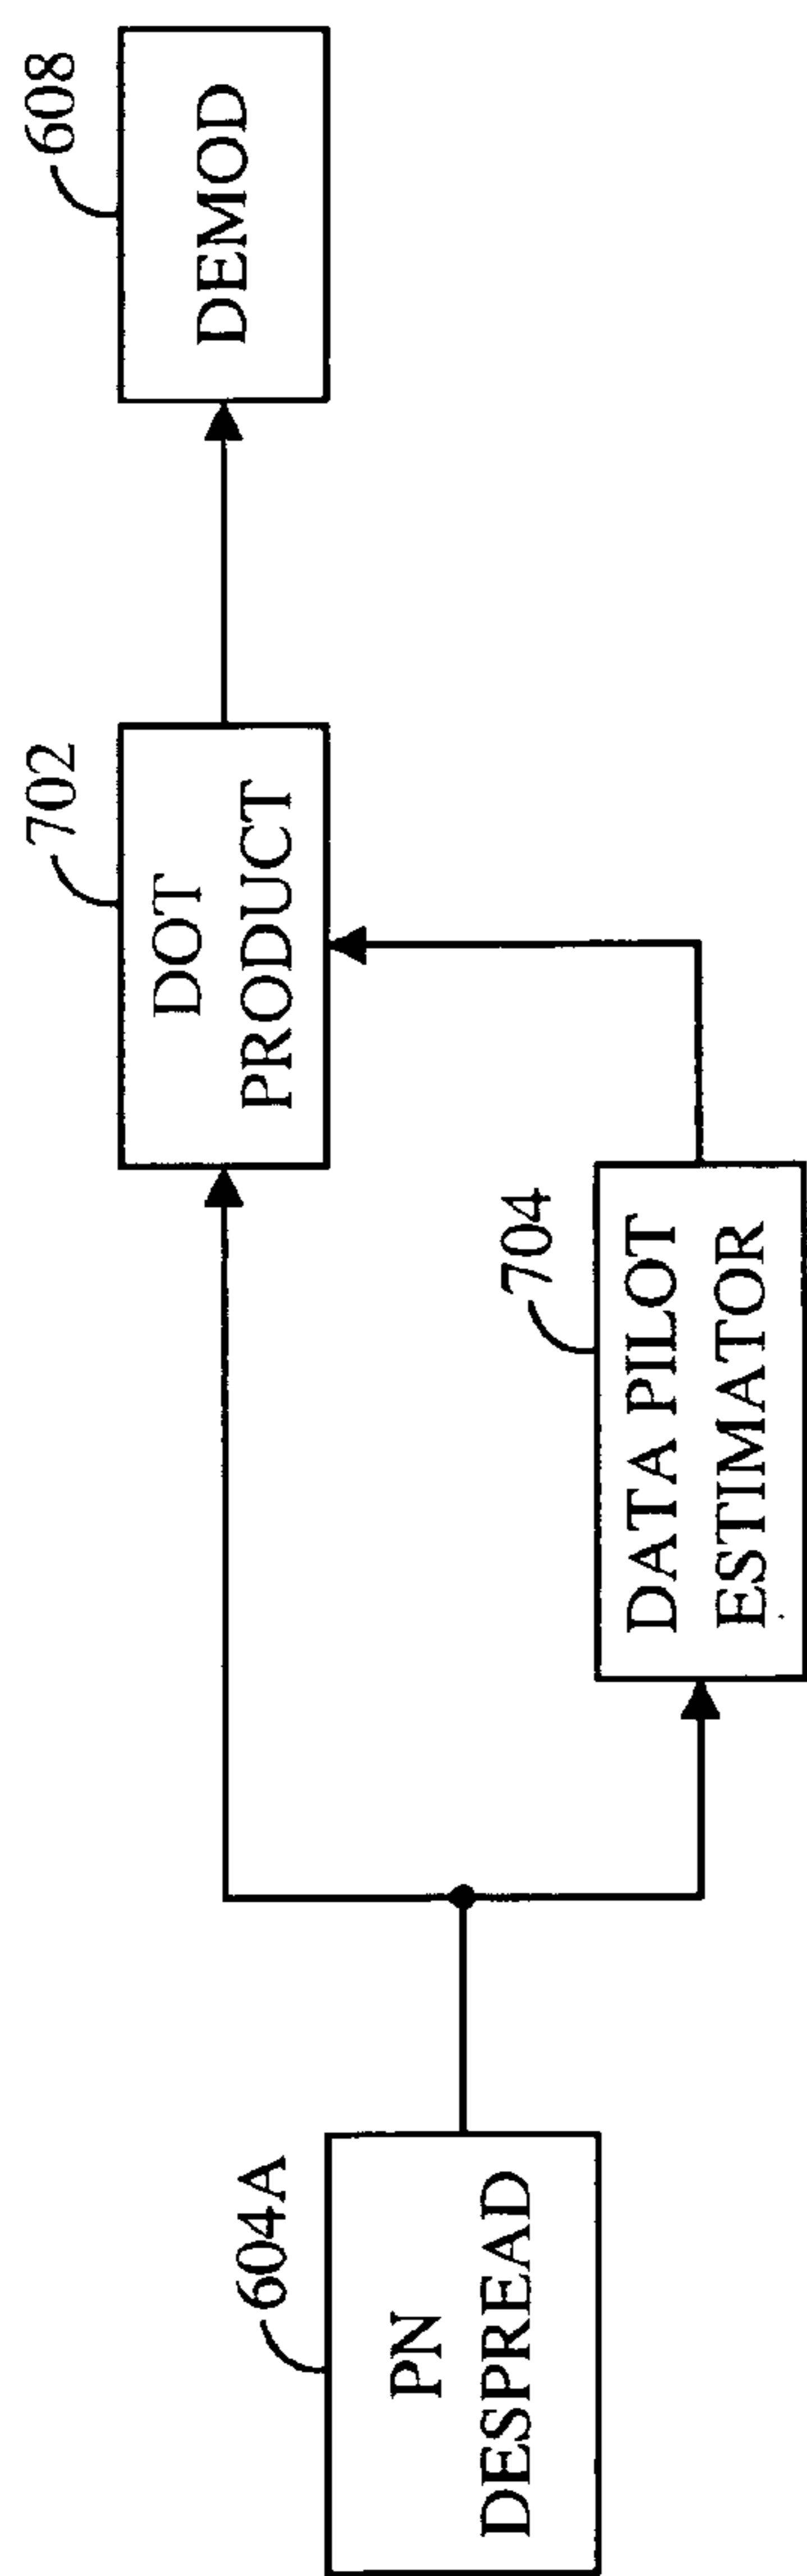 604A
PN
DESPREAD
704
DATA PILOT
ESTIMATOR
702
DOT
PRODUCT
608
DEMOD